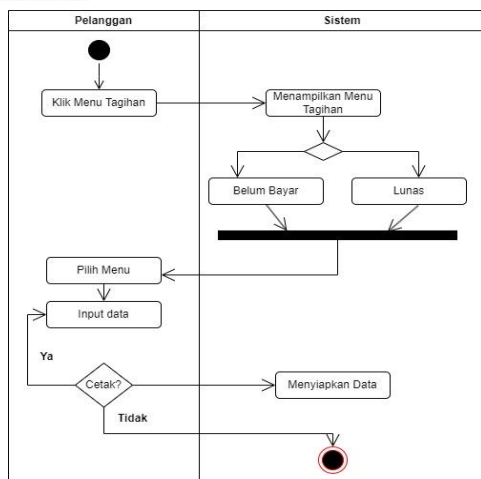 Pelanggan
Sistem
Klik Menu Tagihan
Menampilkan Menu
Tagihan
Belum Bayar
Lunas
Pilih Menu
Input data
Ya
Cetak?
Menyiapkan Data
Tidak